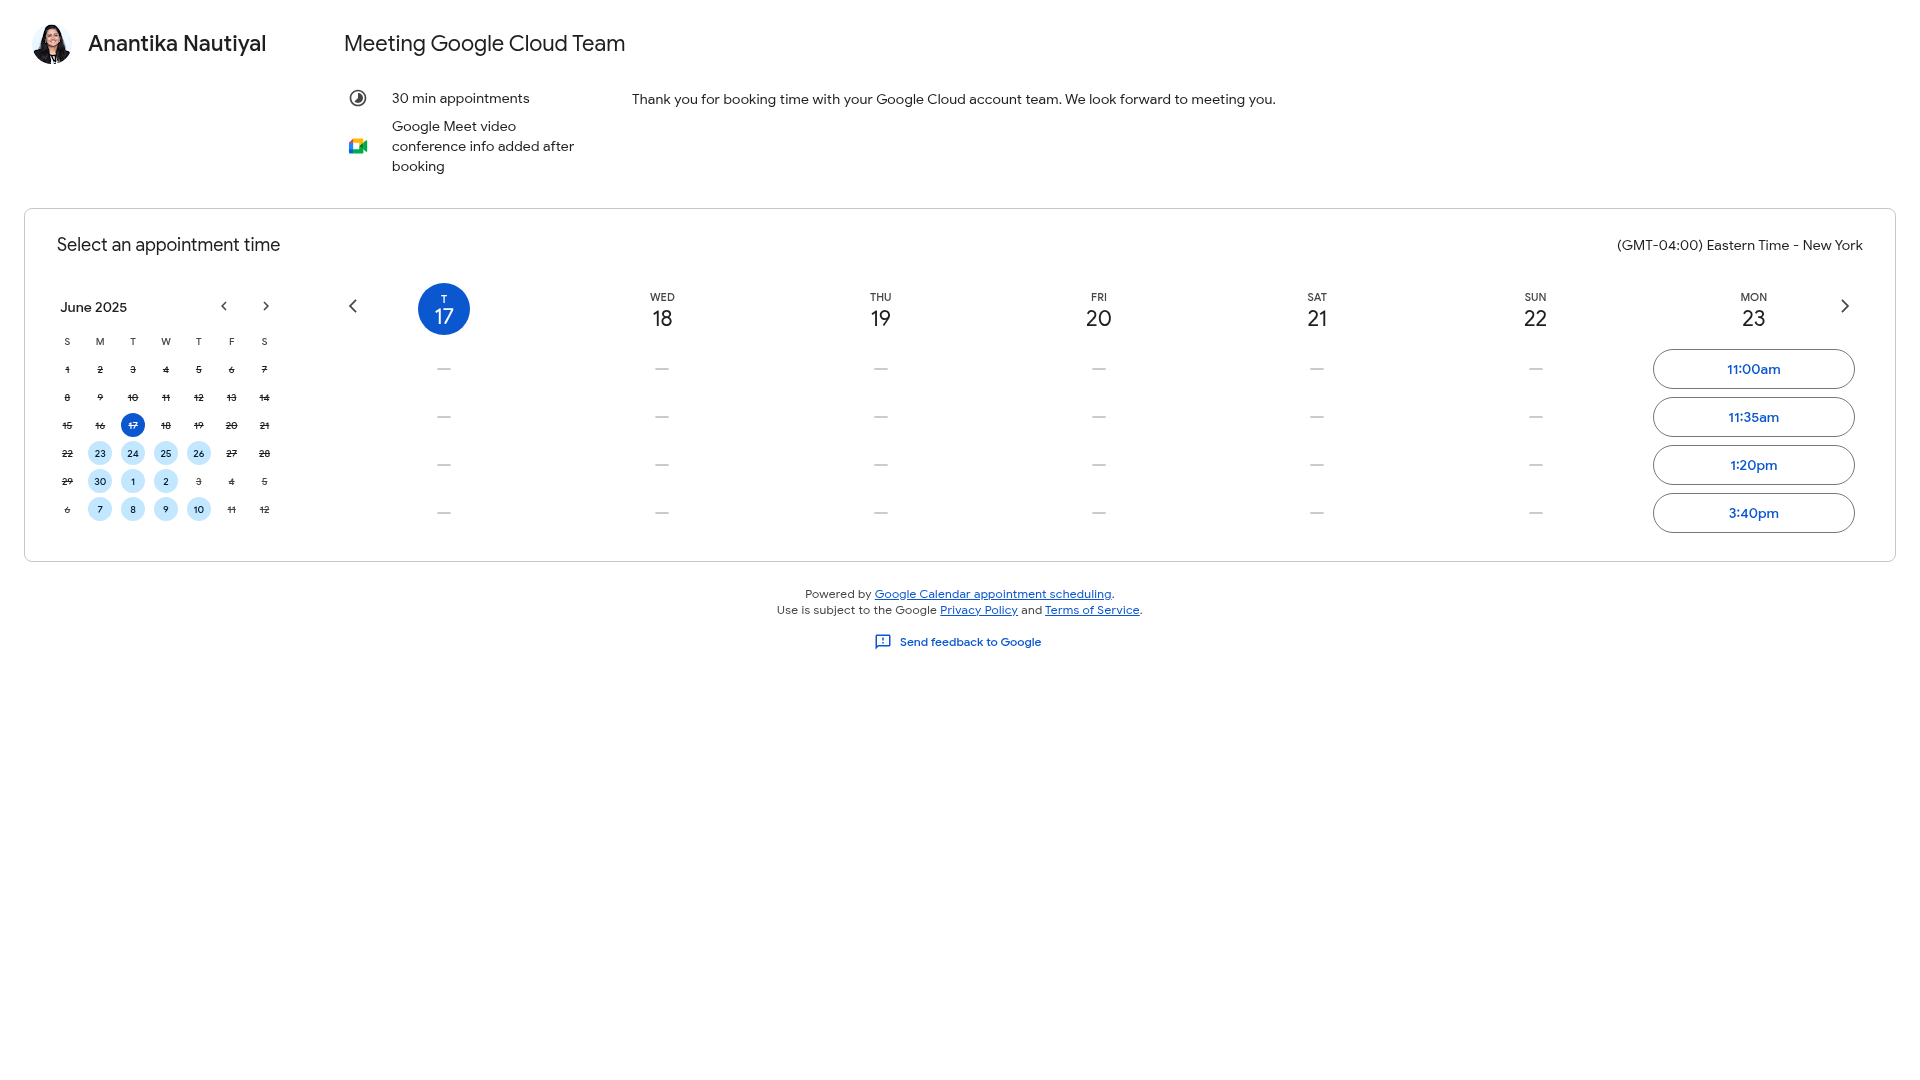 Anantika Nautiyal
Meeting Google Cloud Team
30 min appointments
Google Meet video
conference info added after
booking
Thank you for booking time with your Google Cloud account team. We look forward to meeting you.
Select an appointment time
(GMT-04:00) Eastern Time - New York
June 2025
S M T W T F S
1 2 3 4 5 6 7
8 9 10 11 12 13 14
15 16 17 18 19 20 21
22 23 24 25 26 27 28
29 30 1 2 3 4 5
6 7 8 9 10 11 12
T WED THU FRI SAT SUN MON
17 18 19 20 21 22 23
— — — — — — 11:00am
— — — — — — 11:35am
— — — — — — 1:20pm
— — — — — — 3:40pm
Powered by Google Calendar appointment scheduling.
Use is subject to the Google Privacy Policy and Terms of Service.
Send feedback to Google